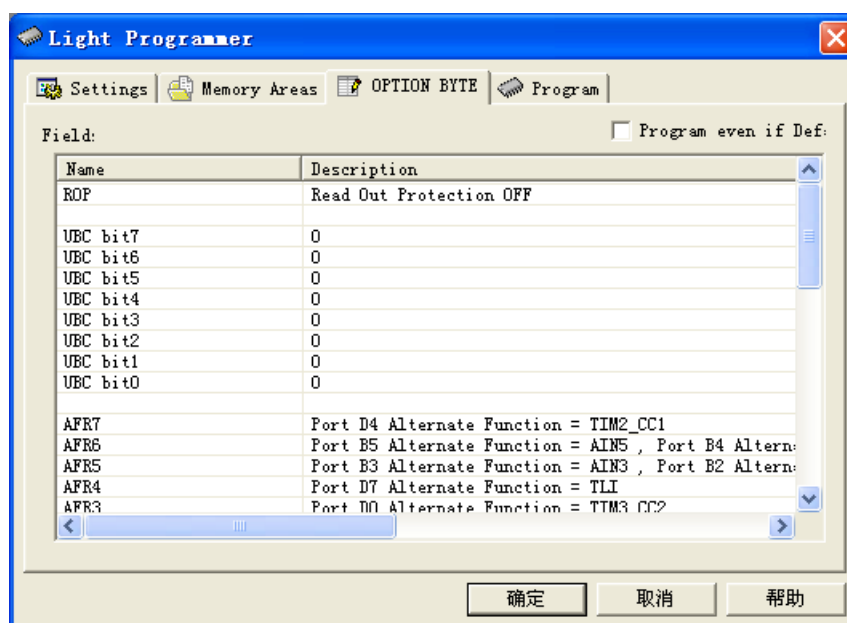 Light Programmer
Settings Memory Areas OPTION BYTE Program
Field: Program even if Def
Name Description
ROP Read Out Protection OFF
UBC bit7 0
UBC bit6 0
UBC bit5 0
UBC bit4 0
UBC bit3 0
UBC bit2 0
UBC bit1 0
UBC bit0 0
AFR7 Port D4 Alternate Function = TIM2_CC1
AFR6 Port B5 Alternate Function = AIN5 , Port B4 Altern
AFR5 Port B3 Alternate Function = AIN3 , Port B2 Altern
AFR4 Port D7 Alternate Function = TLI
AFR3 Port D0 Alternate Function = TIM3_CC2
确定 取消 帮助